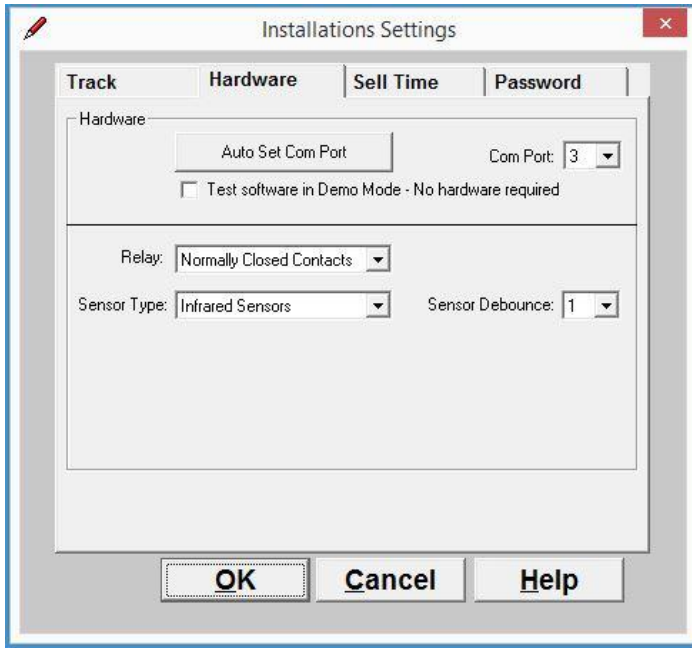 Installations Settings
Track Hardware Sell Time Password
Hardware
Auto Set Com Port Com Port: 3
Test software in Demo Mode - No hardware required
Relay: Normally Closed Contacts
Sensor Type: Infrared Sensors Sensor Debounce: 1
OK Cancel Help